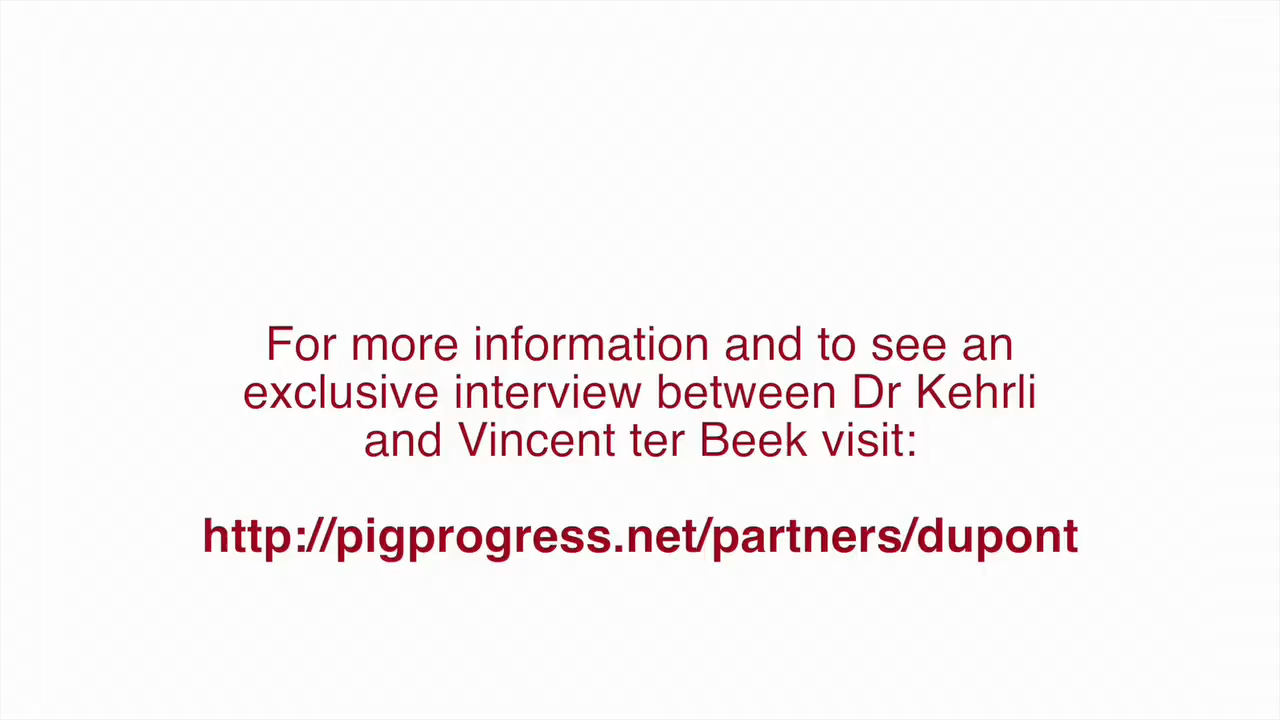 For more information and to see an
exclusive interview between Dr Kehrli
and Vincent ter Beek visit:
http://pigprogress.net/partners/dupont